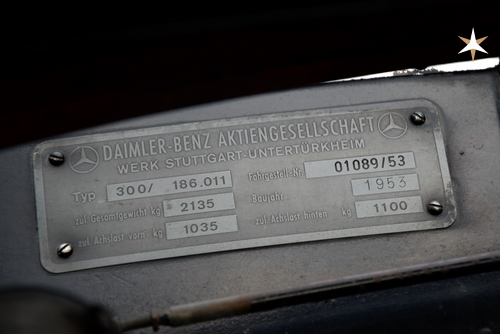 DAIMLER-BENZ AKTIENGESELLSCHAFT
WERK STUTTGART-UNTERTÜRKHEIM
Typ 300/ 186.011 Fahrgestell-Nr. 01089/53
zul. Gesamtgewicht kg 2135 Baujahr 1953
zul. Achslast vorn kg 1035 zul. Achslast hinten kg 1100